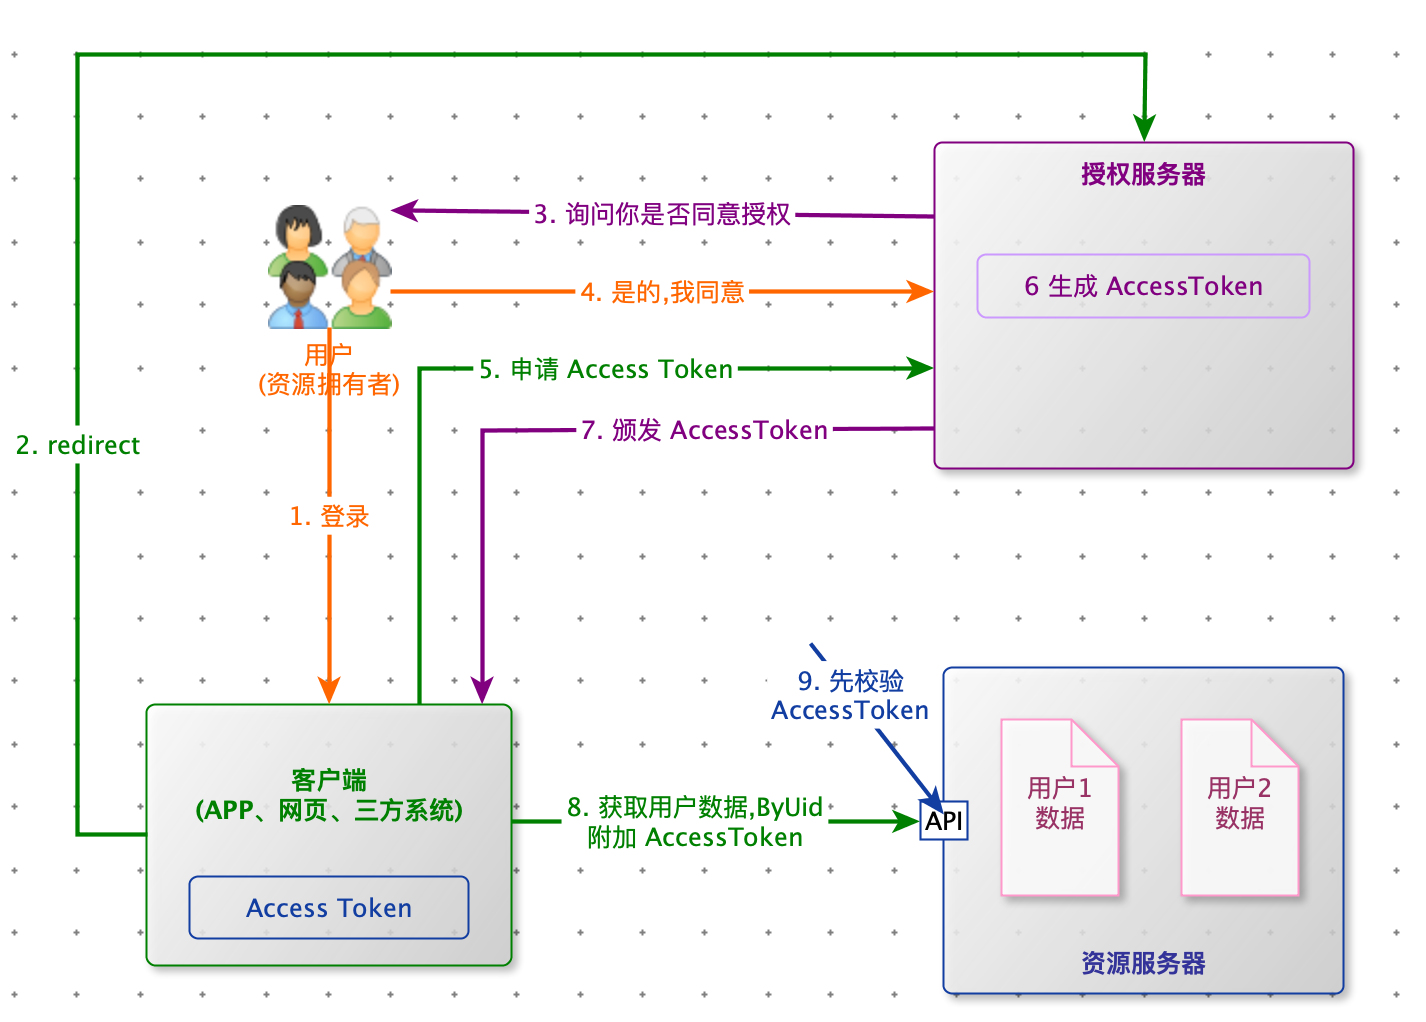 授权服务器
3. 询问你是否同意授权
6 生成 AccessToken
4. 是的,我同意
用户
(资源拥有者)
5. 申请 Access Token
7. 颁发 AccessToken
2. redirect
1. 登录
9. 先校验
AccessToken
客户端
(APP、网页、三方系统)
8. 获取用户数据,ByUid
附加 AccessToken
API
用户1
数据
用户2
数据
Access Token
资源服务器